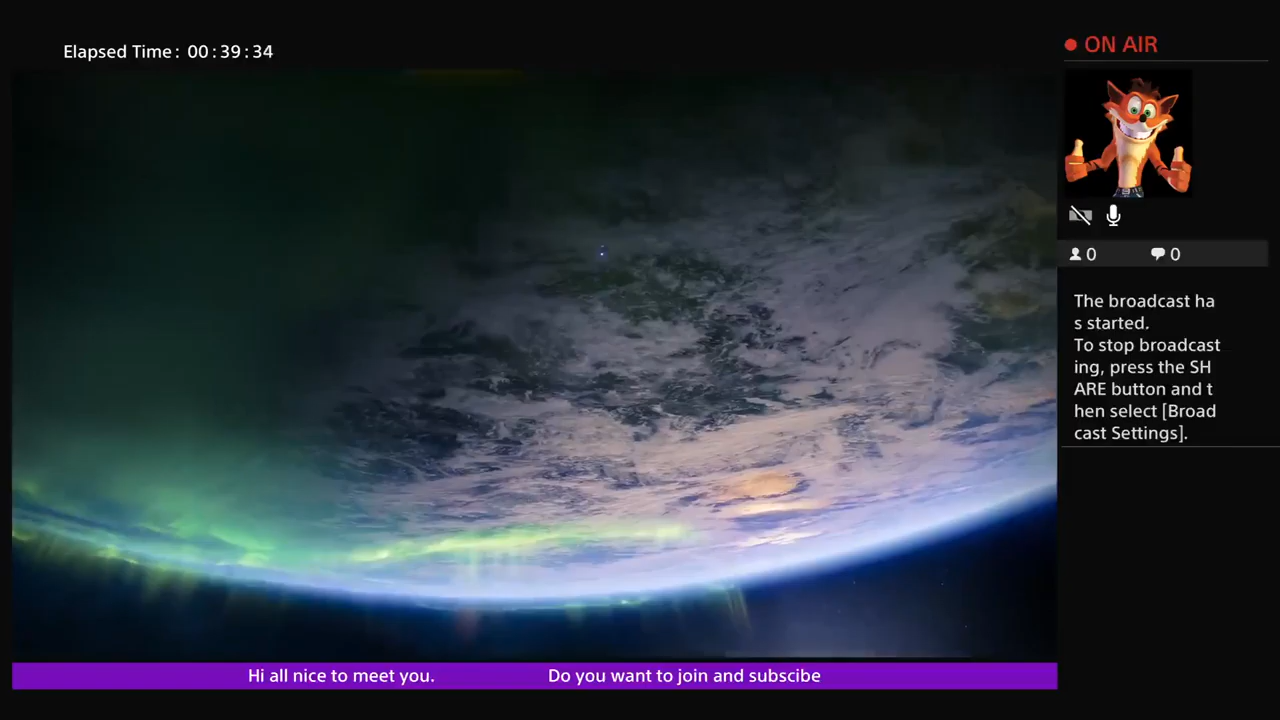 Elapsed Time: 00:39:34
ON AIR
0 0
The broadcast ha
s started.
To stop broadcast
ing, press the SH
ARE button and t
hen select [Broad
cast Settings].
Hi all nice to meet you. Do you want to join and subscibe